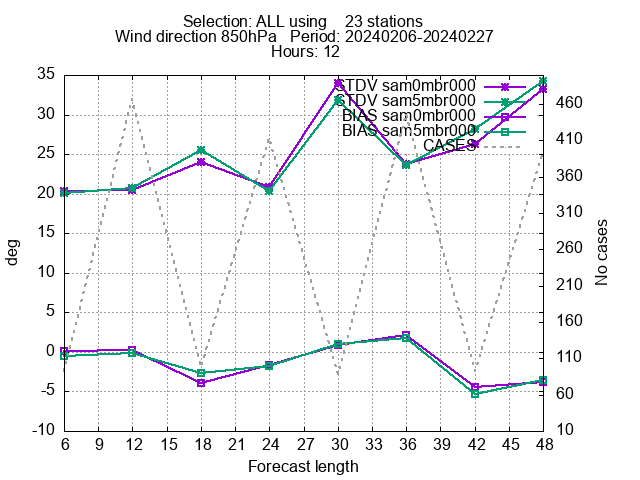 Selection: ALL using    23 stations
Wind direction 850hPa   Period: 20240206-20240227
Hours: 12
35
30
25
20
15
10
5
0
-5
-10
deg
STDV sam0mbr000
STDV sam5mbr000
BIAS sam0mbr000
BIAS sam5mbr000
CASES
460
410
360
310
260
210
160
110
60
10
No cases
6 9 12 15 18 21 24 27 30 33 36 39 42 45 48
Forecast length